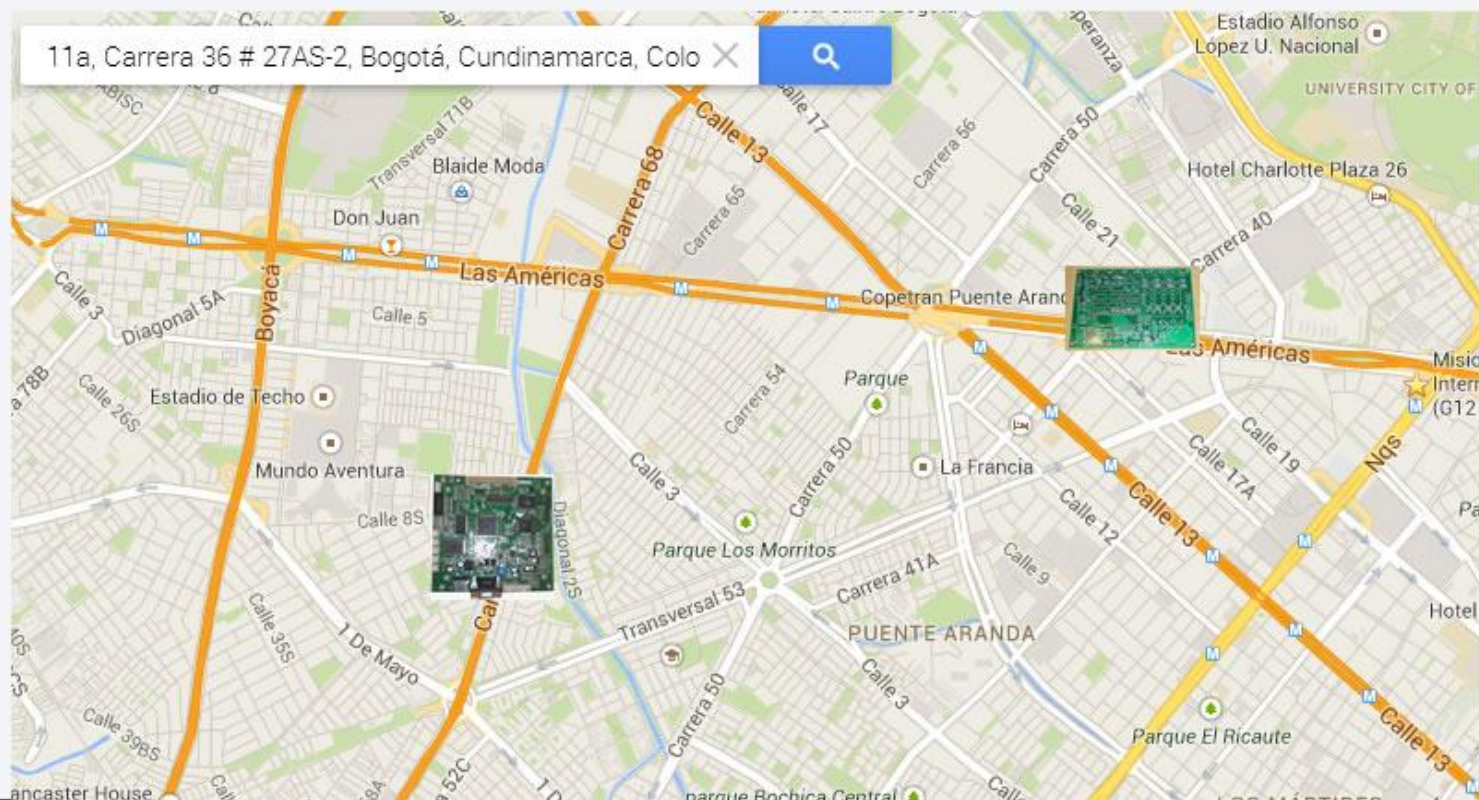 11a, Carrera 36 # 27AS-2, Bogotá, Cundinamarca, Colo
Estadio Alfonso
López U. Nacional
UNIVERSITY CITY OF
Transversal 71B
Blaide Moda
Calle 13
Calle 17
Carrera 56
Carrera 50
Hotel Charlotte Plaza 26
Don Juan
Carrera 68
Carrera 65
Calle 21
Carrera 40
M
M
M
M
Las Américas
M
M
Calle 3
Diagonal 5A
Boyacá
Calle 5
Copetran Puente Aran
Las Américas
M
Calle 26S
Estadio de Techo
Carrera 54
Parque
M
Inter
(G12
M
Mundo Aventura
Calle 3
Carrera 50
La Francia
M
Calle 19
Calle 17A
Nqs
Calle 8S
Diagonal 2S
Parque Los Morritos
Calle 12
Calle 13
M
M
Calle 9
Carrera 41A
Transversal 53
Calle 35S
1 De Mayo
PUENTE ARANDA
Hotel
M
M
Calle 3
Carrera 50
Calle 39BS
M
Parque El Ricaute
Calle 13
ancaster House
parque Bochica Central
LOS MÁRTIRES